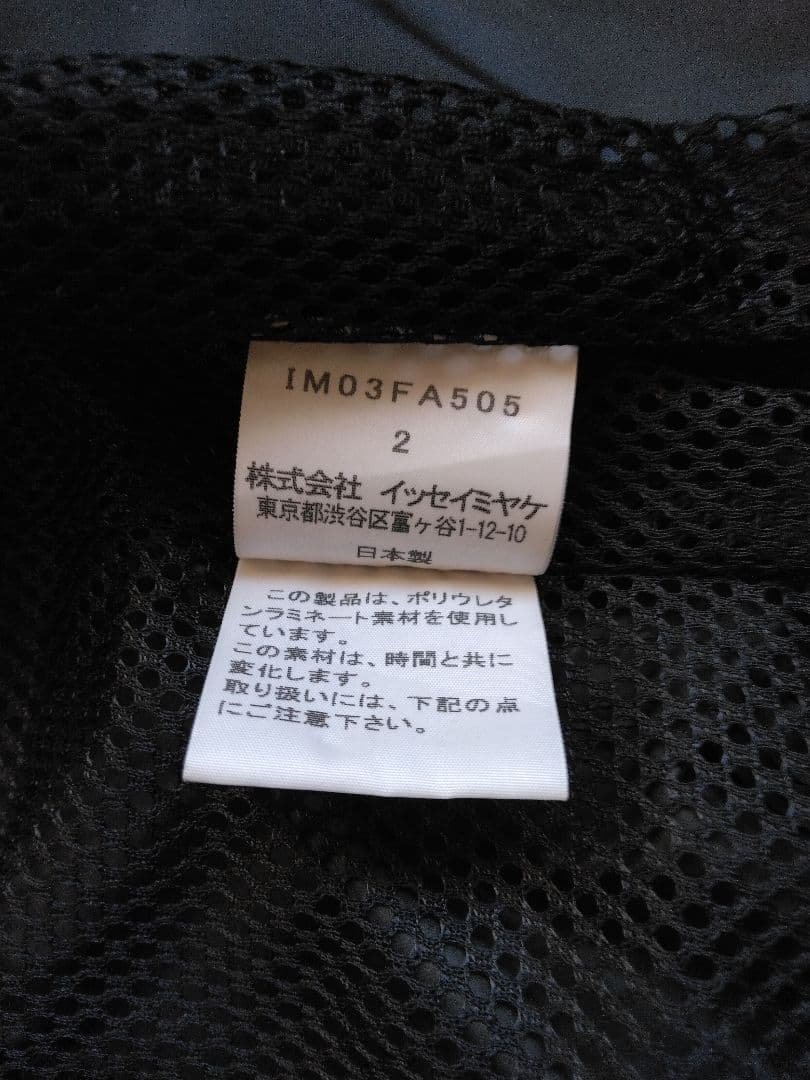 IM03FA505
2
株式会社 イッセイミヤケ
東京都渋谷区富ヶ谷1-12-10
日本製
この製品は、ポリウレタ
ンラミネート素材を使用し
ています。
この素材は、時間と共に
変化します。
取り扱いには、下記の点
にご注意下さい。